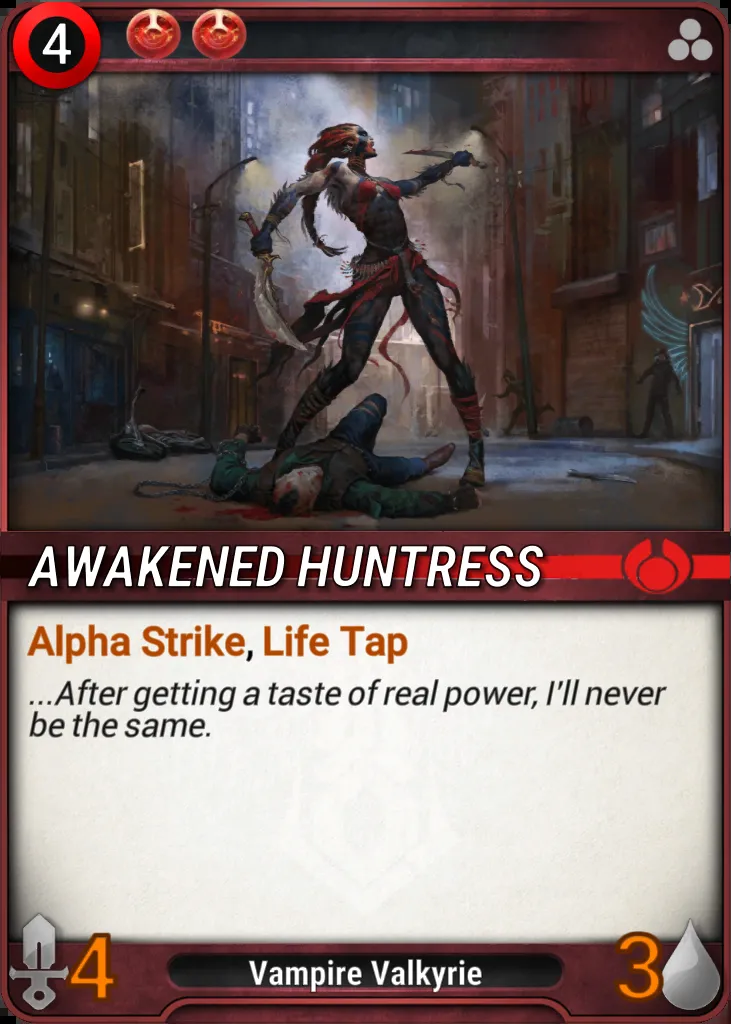 4
AWAKENED HUNTRESS
Alpha Strike, Life Tap
...After getting a taste of real power, I'll never
be the same.
4
Vampire Valkyrie
3